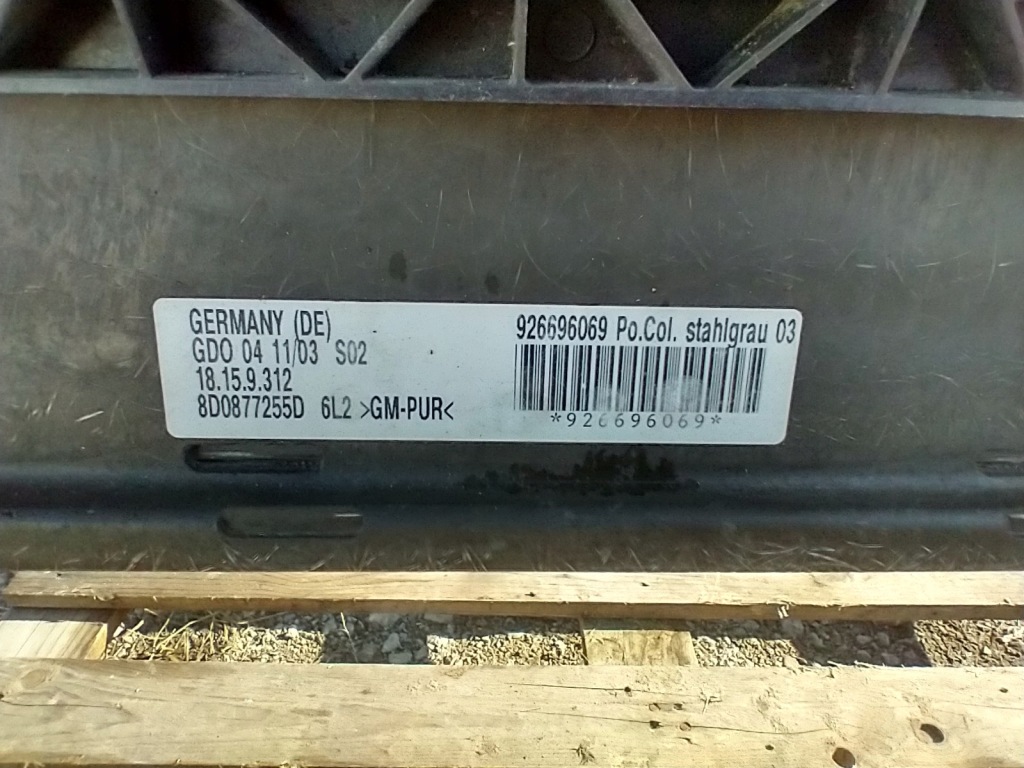 GERMANY (DE)
GDO 04 11/03 S02
18.15.9.312
8D0877255D 6L2 >GM-PUR<
926696069 Po.Col. stahlgrau 03
*926696069*